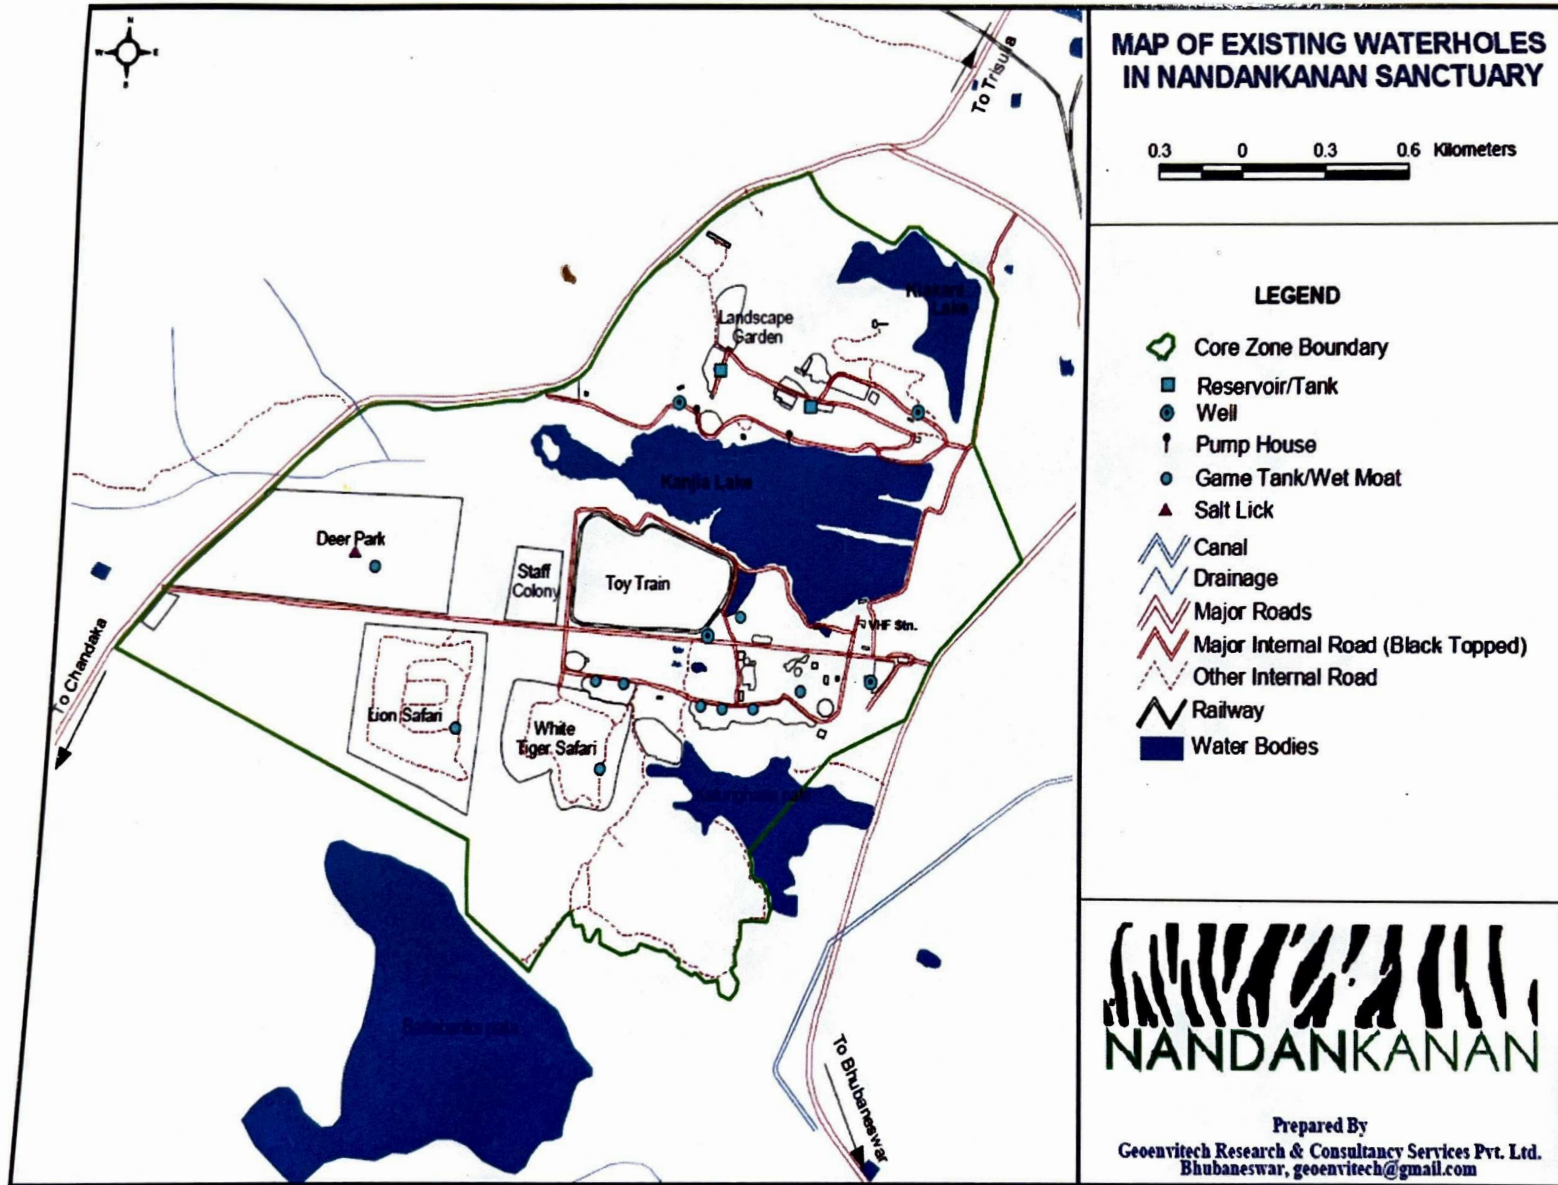 N
W E
S
To Trisula
MAP OF EXISTING WATERHOLES
IN NANDANKANAN SANCTUARY
0.3 0 0.3 0.6 Kilometers
LEGEND
Core Zone Boundary
Reservoir/Tank
Well
Pump House
Game Tank/Wet Moat
Salt Lick
Canal
Drainage
Major Roads
Major Internal Road (Black Topped)
Other Internal Road
Railway
Water Bodies
Lake
Landscape
Garden
Kanjia Lake
Deer Park
Staff
Colony
Toy Train
VHF Stn.
To Chandaka
Lion Safari
White
Tiger Safari
To Bhubaneswar
NANDANKANAN
Prepared By
Geoenvitech Research & Consultancy Services Pvt. Ltd.
Bhubaneswar, geoenvitech@gmail.com